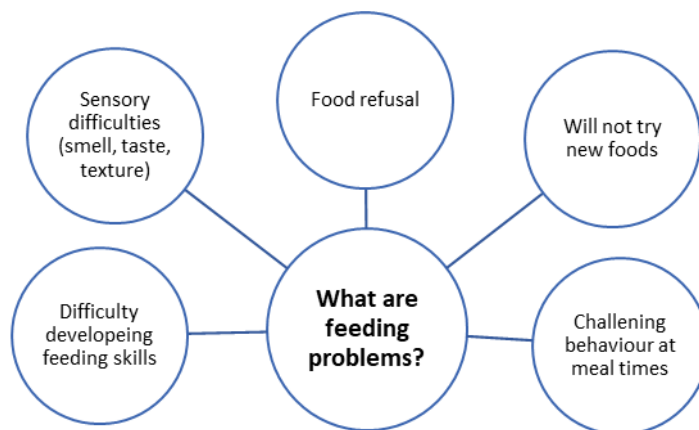 Sensory
difficulties
(smell, taste,
texture)
Food refusal
Will not try
new foods
Difficulty
developeing
feeding skills
What are
feeding
problems?
Challening
behaviour at
meal times